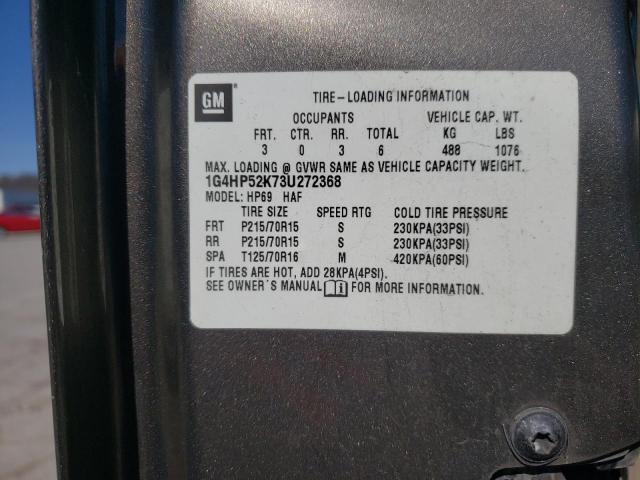 GM
TIRE-LOADING INFORMATION
OCCUPANTS VEHICLE CAP. WT.
FRT. CTR. RR. TOTAL KG LBS
3 0 3 6 488 1076
MAX. LOADING @ GVWR SAME AS VEHICLE CAPACITY WEIGHT.
1G4HP52K73U272368
MODEL: HP69 HAF
TIRE SIZE SPEED RTG COLD TIRE PRESSURE
FRT P215/70R15 S 230KPA(33PSI)
RR P215/70R15 S 230KPA(33PSI)
SPA T125/70R16 M 420KPA(60PSI)
IF TIRES ARE HOT, ADD 28KPA(4PSI).
SEE OWNER'S MANUAL i FOR MORE INFORMATION.